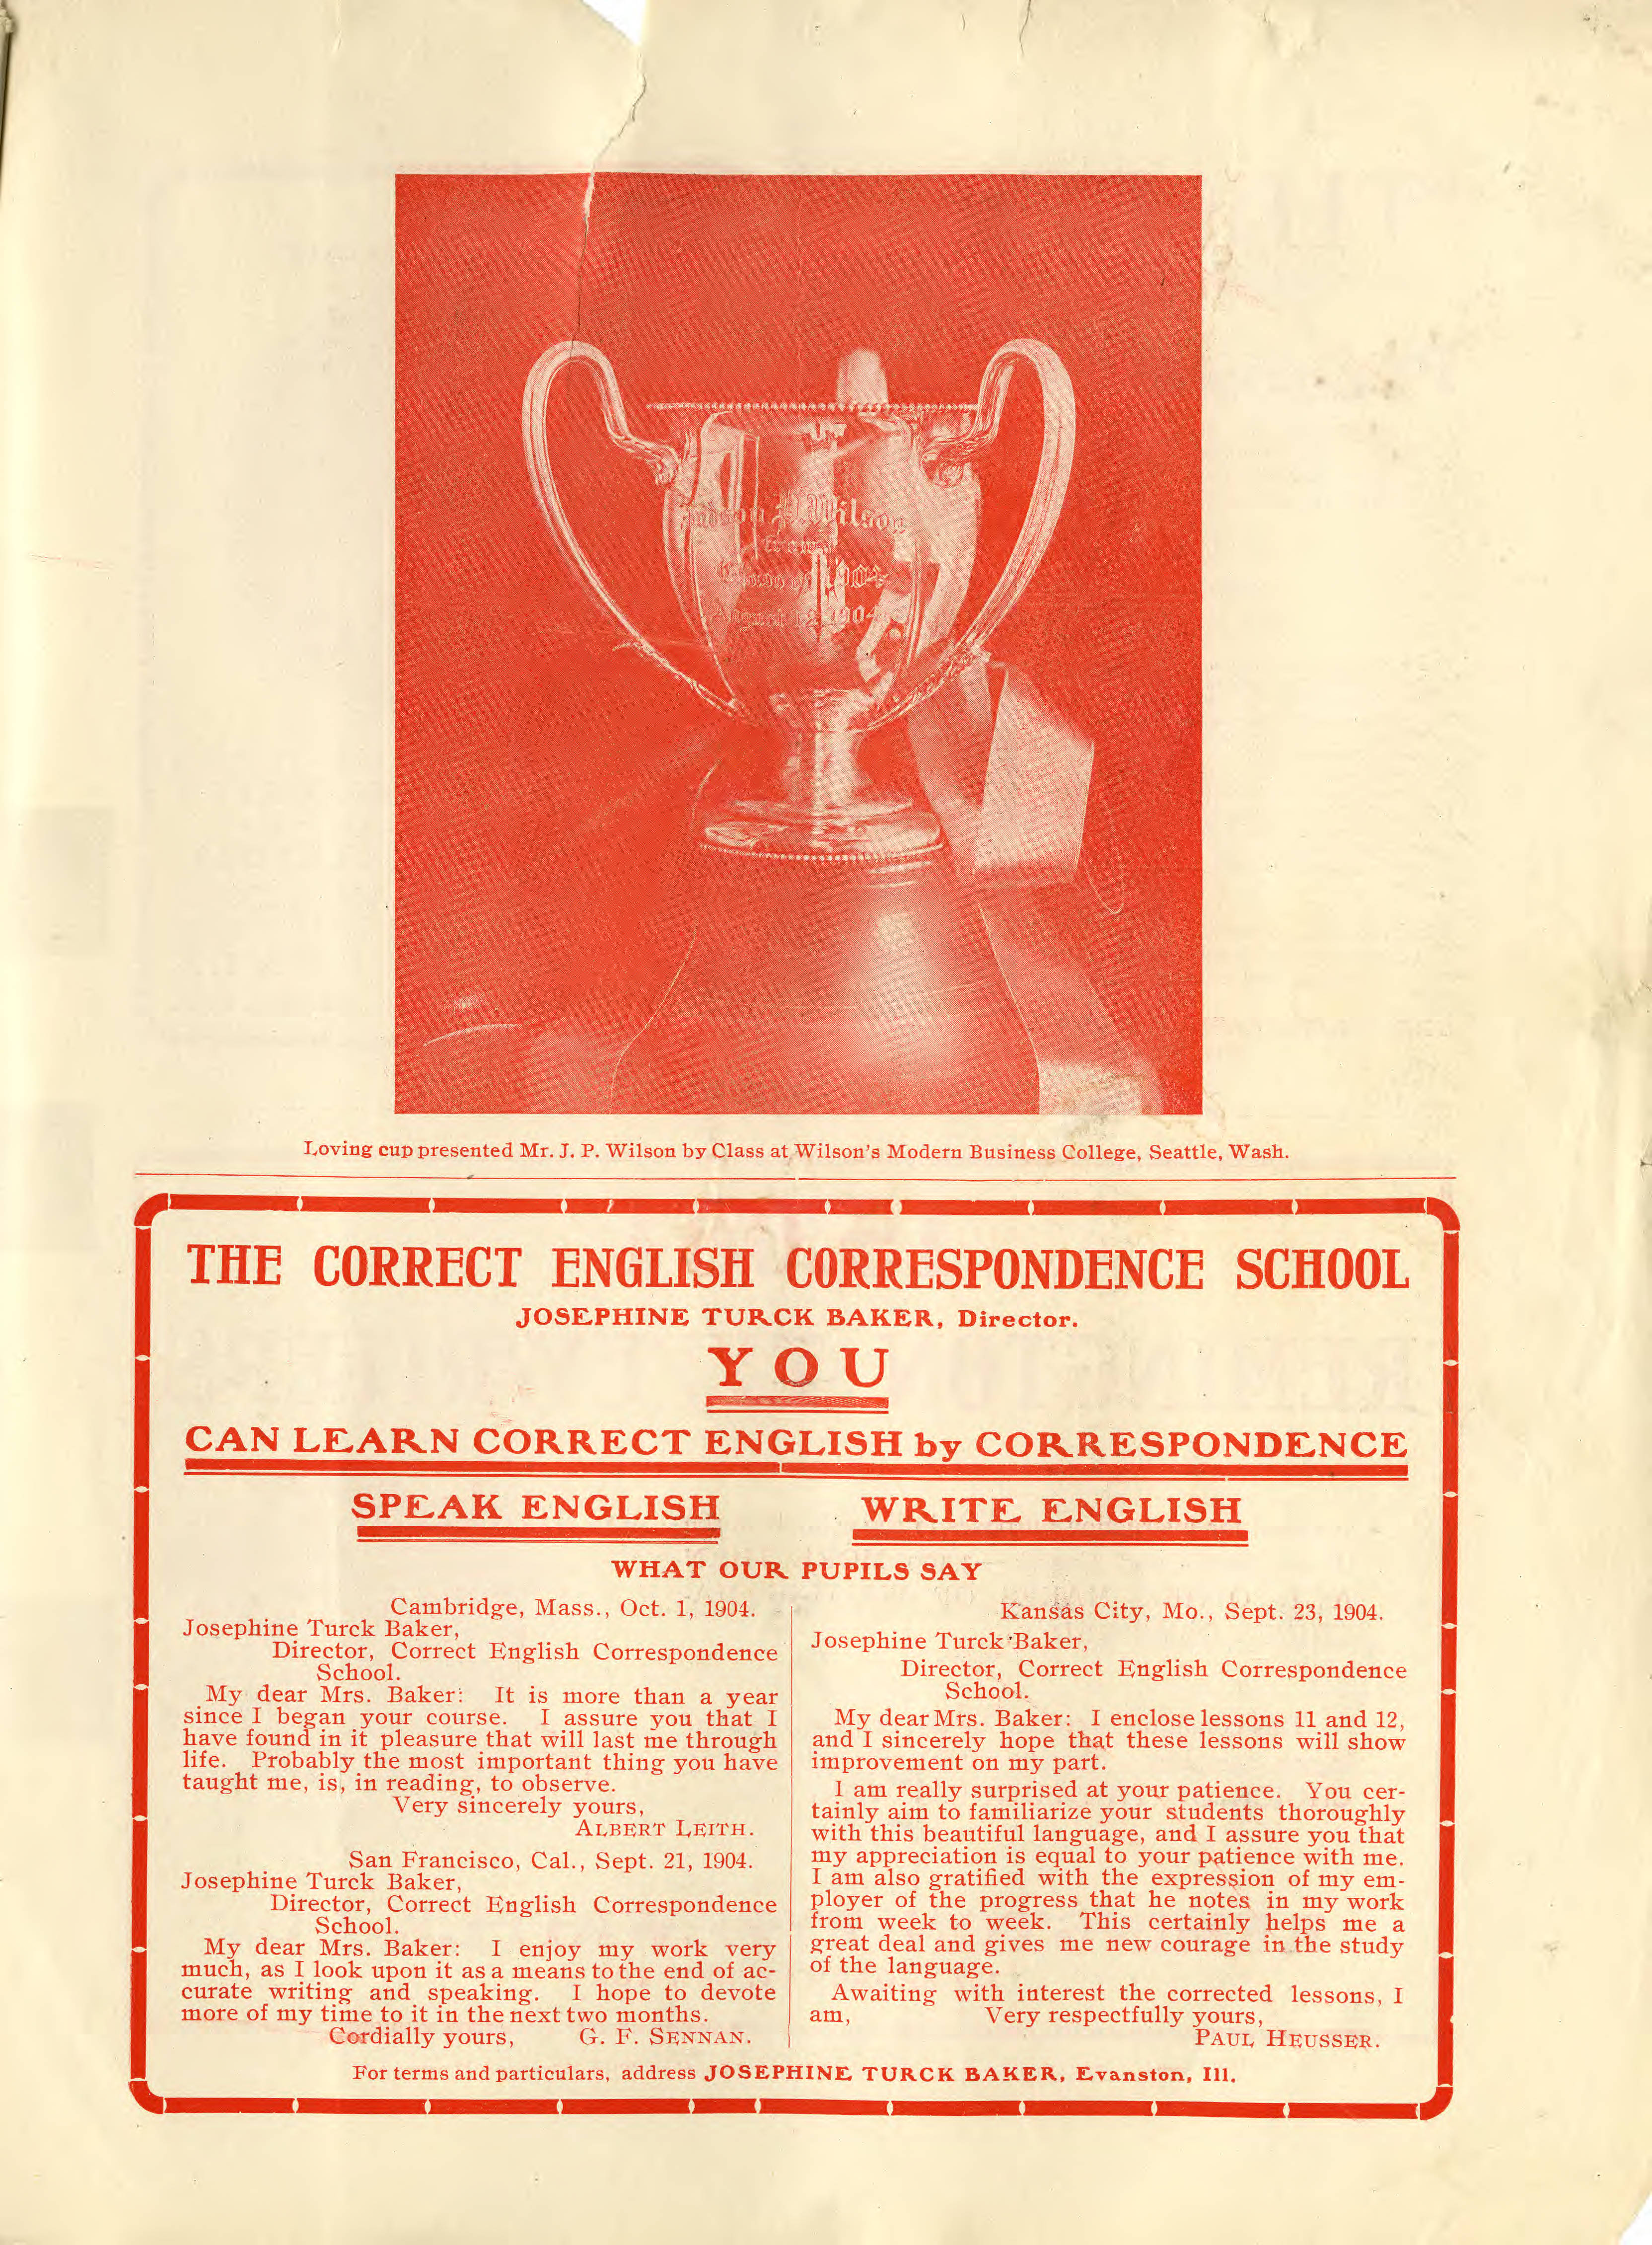 Judson P. Wilson
from
Class of 1904
August 12, 1904
Loving cup presented Mr. J. P. Wilson by Class at Wilson's Modern Business College, Seattle, Wash.
THE CORRECT ENGLISH CORRESPONDENCE SCHOOL
JOSEPHINE TURCK BAKER, Director.
YOU
CAN LEARN CORRECT ENGLISH by CORRESPONDENCE
SPEAK ENGLISH
WRITE ENGLISH
WHAT OUR PUPILS SAY
Cambridge, Mass., Oct. 1, 1904.
Josephine Turck Baker,
Director, Correct English Correspondence
School.
My dear Mrs. Baker: It is more than a year
since I began your course. I assure you that I
have found in it pleasure that will last me through
life. Probably the most important thing you have
taught me, is, in reading, to observe.
Very sincerely yours,
ALBERT LEITH.
San Francisco, Cal., Sept. 21, 1904.
Josephine Turck Baker,
Director, Correct English Correspondence
School.
My dear Mrs. Baker: I enjoy my work very
much, as I look upon it as a means to the end of ac-
curate writing and speaking. I hope to devote
more of my time to it in the next two months.
Cordially yours, G. F. SENNAN.
Kansas City, Mo., Sept. 23, 1904.
Josephine Turck Baker,
Director, Correct English Correspondence
School.
My dear Mrs. Baker: I enclose lessons 11 and 12,
and I sincerely hope that these lessons will show
improvement on my part.
I am really surprised at your patience. You cer-
tainly aim to familiarize your students thoroughly
with this beautiful language, and I assure you that
my appreciation is equal to your patience with me.
I am also gratified with the expression of my em-
ployer of the progress that he notes in my work
from week to week. This certainly helps me a
great deal and gives me new courage in the study
of the language.
Awaiting with interest the corrected lessons, I
am, Very respectfully yours,
PAUL HEUSSER.
For terms and particulars, address JOSEPHINE TURCK BAKER, Evanston, Ill.